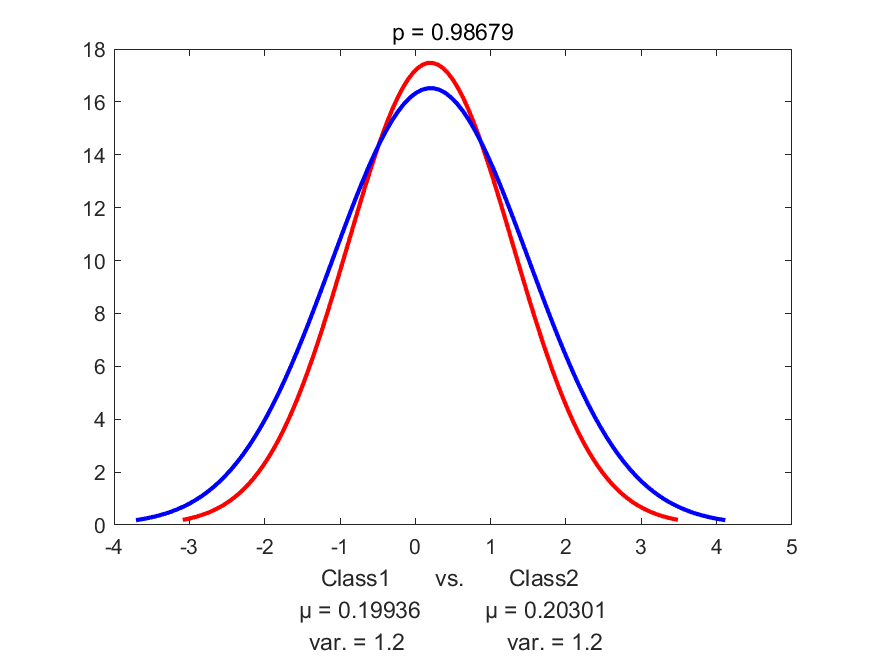 p = 0.98679
18
16
14
12
10
8
6
4
2
0
-4 -3 -2 -1 0 1 2 3 4 5
Class1 vs. Class2
μ = 0.19936 μ = 0.20301
var. = 1.2 var. = 1.2